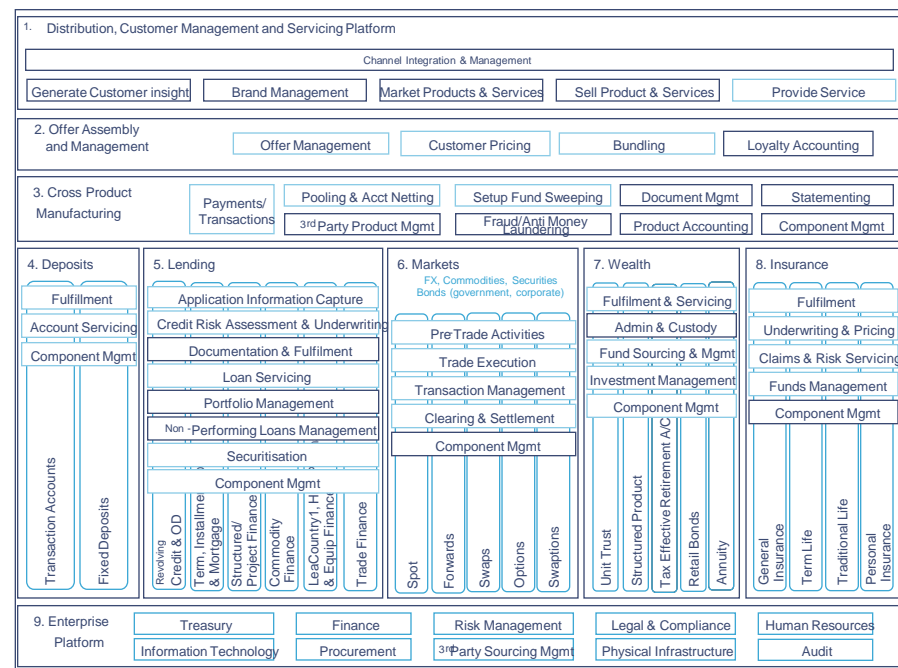 1. Distribution, Customer Management and Servicing Platform
Channel Integration & Management
Generate Customer insight
Brand Management
Market Products & Services
Sell Product & Services
Provide Service
2. Offer Assembly
and Management
Offer Management
Customer Pricing
Bundling
Loyalty Accounting
3. Cross Product
Manufacturing
Payments/
Transactions
Pooling & Acct Netting
Setup Fund Sweeping
Document Mgmt
Statementing
3rd Party Product Mgmt
Fraud/Anti Money
Laundering
Product Accounting
Component Mgmt
4. Deposits
Fulfillment
Account Servicing
Component Mgmt
Transaction Accounts
Fixed Deposits
5. Lending
Application Information Capture
Credit Risk Assessment & Underwriting
Documentation & Fulfilment
Loan Servicing
Portfolio Management
Non - Performing Loans Management
Securitisation
Component Mgmt
Revolving
Credit & OD
Term, Installme
& Mortgage
Structured/
Project Finance
Commodity
Finance
LeaCountry1, H
& Equip Finance
Trade Finance
6. Markets
FX, Commodities, Securities
Bonds (government, corporate)
Pre Trade Activities
Trade Execution
Transaction Management
Clearing & Settlement
Component Mgmt
Spot
Forwards
Swaps
Options
Swaptions
7. Wealth
Fulfilment & Servicing
Admin & Custody
Fund Sourcing & Mgmt
Investment Management
Component Mgmt
Unit Trust
Structured Product
Tax Effective Retirement A/C
Retail Bonds
Annuity
8. Insurance
Fulfilment
Underwriting & Pricing
Claims & Risk Servicing
Funds Management
Component Mgmt
General
Insurance
Term Life
Traditional Life
Personal
Insurance
9. Enterprise
Platform
Treasury
Finance
Risk Management
Legal & Compliance
Human Resources
Information Technology
Procurement
3rd Party Sourcing Mgmt
Physical Infrastructure
Audit